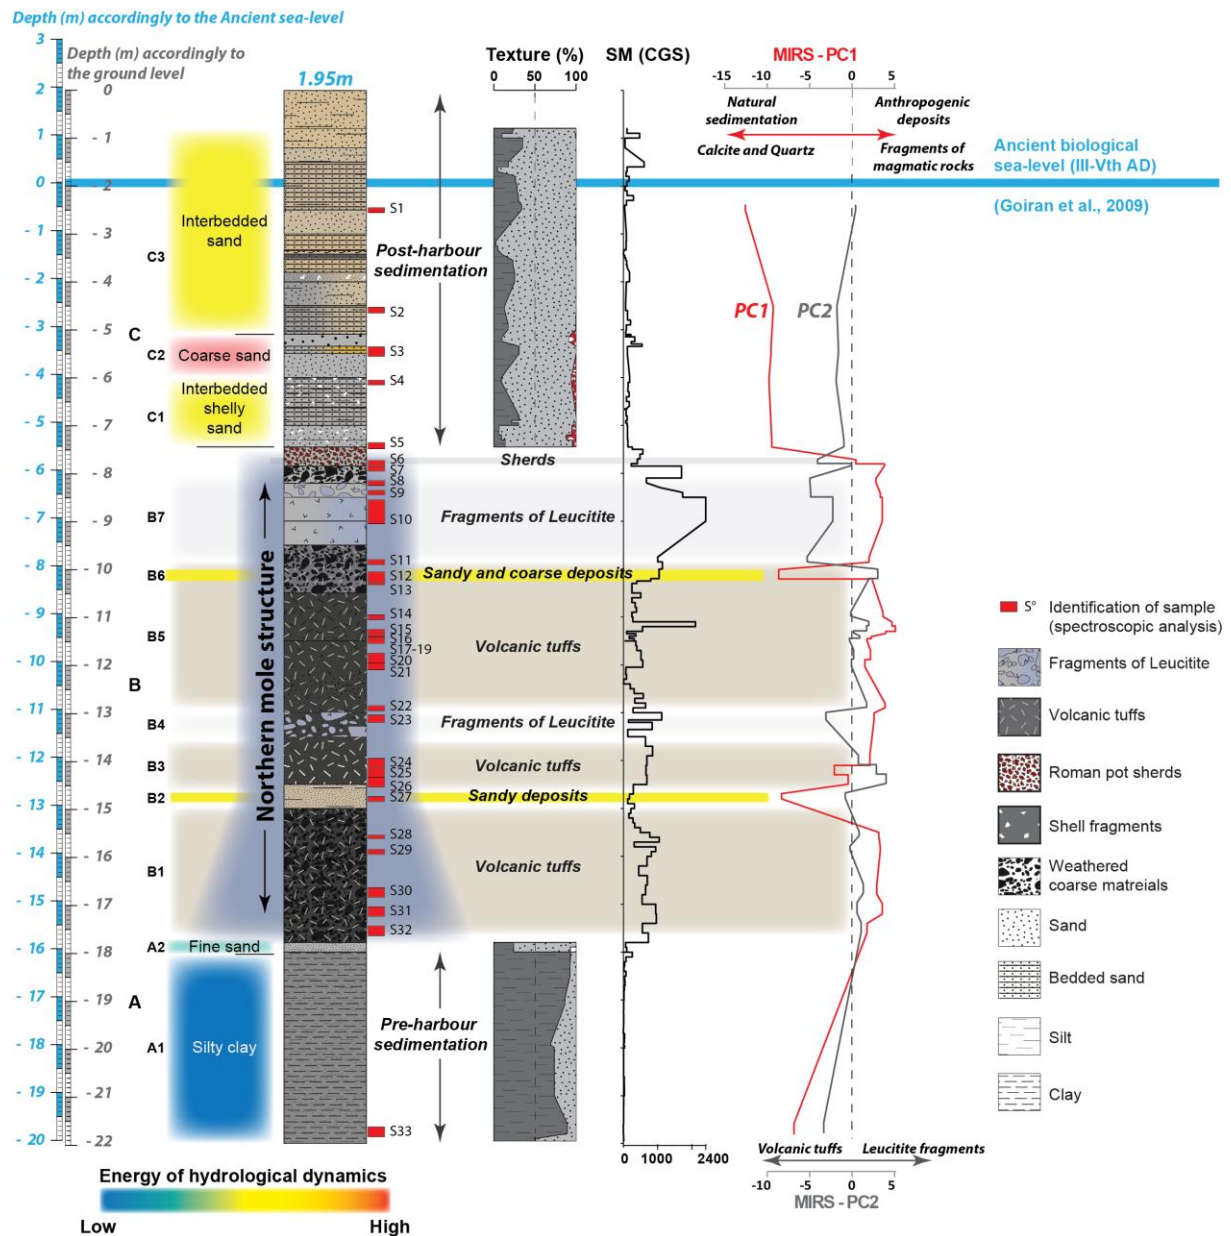 Depth (m) accordingly to the Ancient sea-level
Depth (m) accordingly to
the ground level
1.95m
Texture (%)
0 50 100
SM (CGS)
MIRS - PC1
-15 -5 0 5
Natural
sedimentation
Anthropogenic
deposits
Calcite and Quartz
Fragments of
magmatic rocks
Ancient biological
sea-level (III-Vth AD)
(Goiran et al., 2009)
3
2
1
0
- 1
- 2
- 3
- 4
- 5
- 6
- 7
- 8
- 9
- 10
- 11
- 12
- 13
- 14
- 15
- 16
- 17
- 18
- 19
- 20
0
- 1
- 2
- 3
- 4
- 5
- 6
- 7
- 8
- 9
- 10
- 11
- 12
- 13
- 14
- 15
- 16
- 17
- 18
- 19
- 20
- 21
- 22
C
C3
C2
C1
B
B7
B6
B5
B4
B3
B2
B1
A
A2
A1
Interbedded
sand
Coarse sand
Interbedded
shelly
sand
Fine sand
Silty clay
Northern mole structure
S1
S2
S3
S4
S5
S6
S7
S8
S9
S10
S11
S12
S13
S14
S15
S16
S17-19
S20
S21
S22
S23
S24
S25
S26
S27
S28
S29
S30
S31
S32
S33
Post-harbour
sedimentation
Sherds
Fragments of Leucitite
Sandy and coarse deposits
Volcanic tuffs
Fragments of Leucitite
Volcanic tuffs
Sandy deposits
Volcanic tuffs
Pre-harbour
sedimentation
PC1
PC2
0 1000 2400
Volcanic tuffs
Leucitite fragments
-10 -5 0 5
MIRS - PC2
S° Identification of sample
(spectroscopic analysis)
Fragments of Leucitite
Volcanic tuffs
Roman pot sherds
Shell fragments
Weathered
coarse matreials
Sand
Bedded sand
Silt
Clay
Energy of hydrological dynamics
Low High